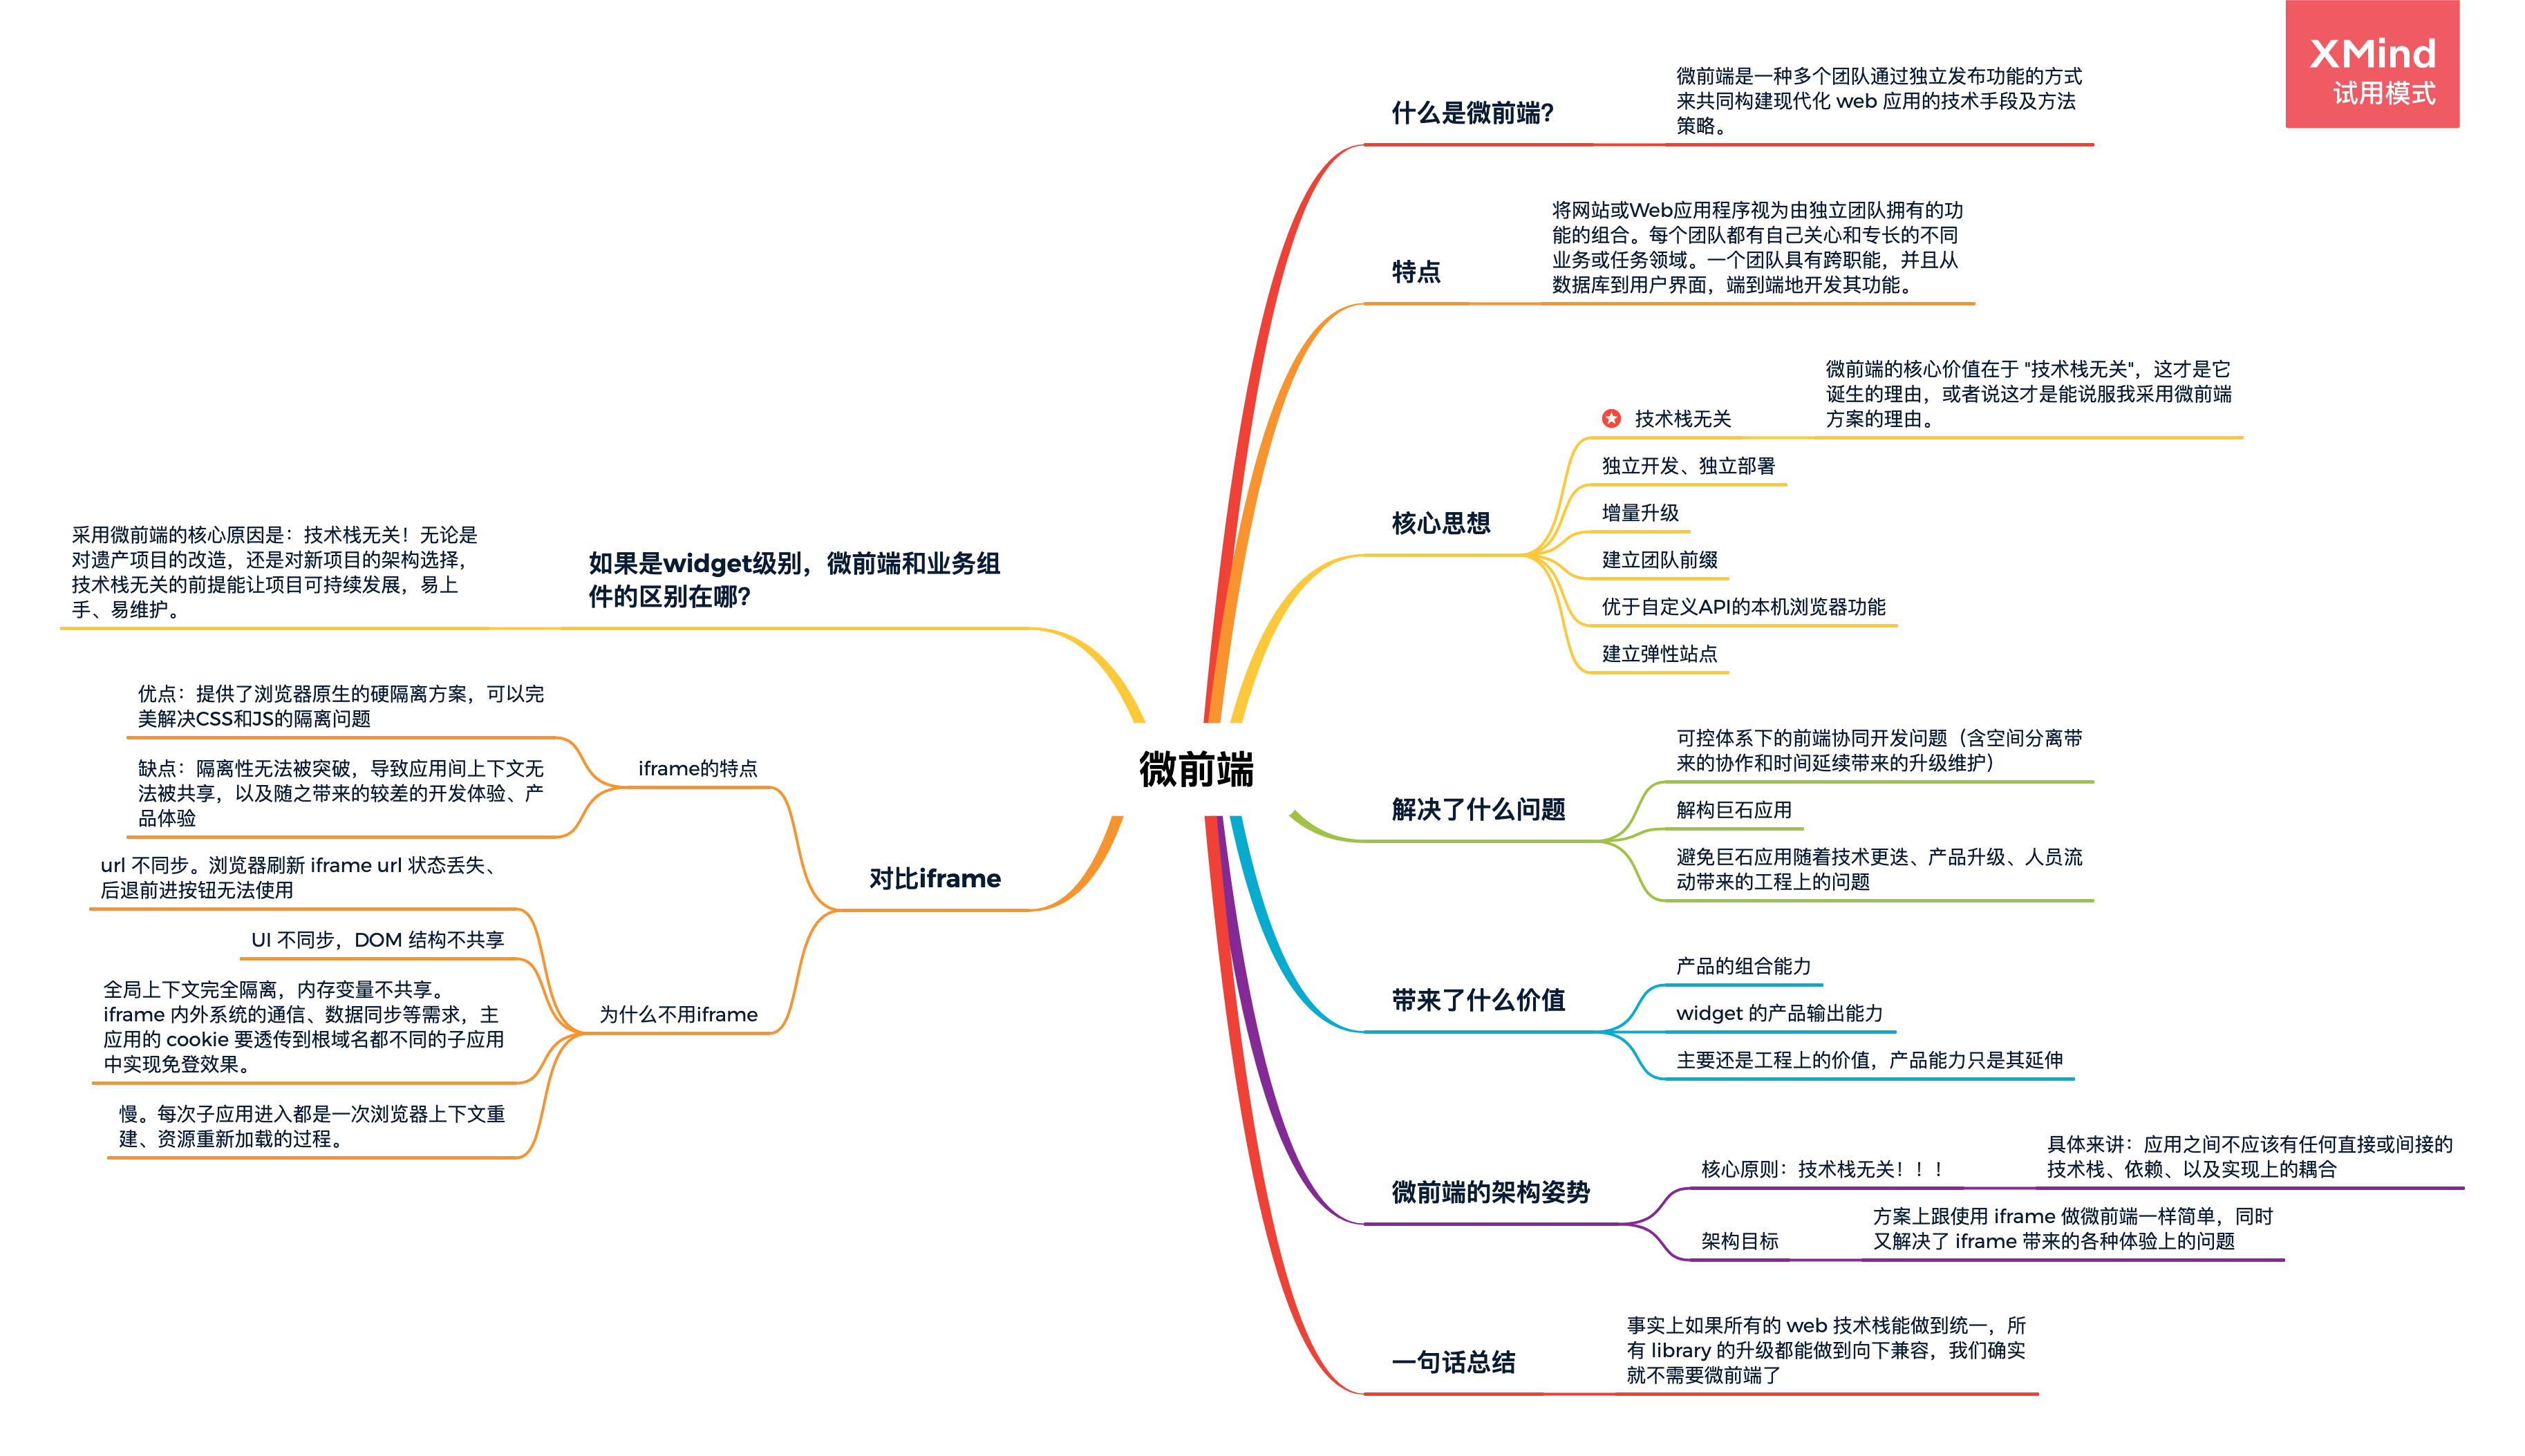 XMind
试用模式
微前端
什么是微前端？
微前端是一种多个团队通过独立发布功能的方式
来共同构建现代化 web 应用的技术手段及方法
策略。
特点
将网站或Web应用程序视为由独立团队拥有的功
能的组合。每个团队都有自己关心和专长的不同
业务或任务领域。一个团队具有跨职能，并且从
数据库到用户界面，端到端地开发其功能。
核心思想
技术栈无关
微前端的核心价值在于 "技术栈无关"，这才是它
诞生的理由，或者说这才是能说服我采用微前端
方案的理由。
独立开发、独立部署
增量升级
建立团队前缀
优于自定义API的本机浏览器功能
建立弹性站点
解决了什么问题
可控体系下的前端协同开发问题（含空间分离带
来的协作和时间延续带来的升级维护）
解构巨石应用
避免巨石应用随着技术更迭、产品升级、人员流
动带来的工程上的问题
带来了什么价值
产品的组合能力
widget 的产品输出能力
主要还是工程上的价值，产品能力只是其延伸
微前端的架构姿势
核心原则：技术栈无关！！！
具体来讲：应用之间不应该有任何直接或间接的
技术栈、依赖、以及实现上的耦合
架构目标
方案上跟使用 iframe 做微前端一样简单，同时
又解决了 iframe 带来的各种体验上的问题
一句话总结
事实上如果所有的 web 技术栈能做到统一，所
有 library 的升级都能做到向下兼容，我们确实
就不需要微前端了
如果是widget级别，微前端和业务组
件的区别在哪？
采用微前端的核心原因是：技术栈无关！无论是
对遗产项目的改造，还是对新项目的架构选择，
技术栈无关的前提能让项目可持续发展，易上
手、易维护。
对比iframe
iframe的特点
优点：提供了浏览器原生的硬隔离方案，可以完
美解决CSS和JS的隔离问题
缺点：隔离性无法被突破，导致应用间上下文无
法被共享，以及随之带来的较差的开发体验、产
品体验
为什么不用iframe
url 不同步。浏览器刷新 iframe url 状态丢失、
后退前进按钮无法使用
UI 不同步，DOM 结构不共享
全局上下文完全隔离，内存变量不共享。
iframe 内外系统的通信、数据同步等需求，主
应用的 cookie 要透传到根域名都不同的子应用
中实现免登效果。
慢。每次子应用进入都是一次浏览器上下文重
建、资源重新加载的过程。